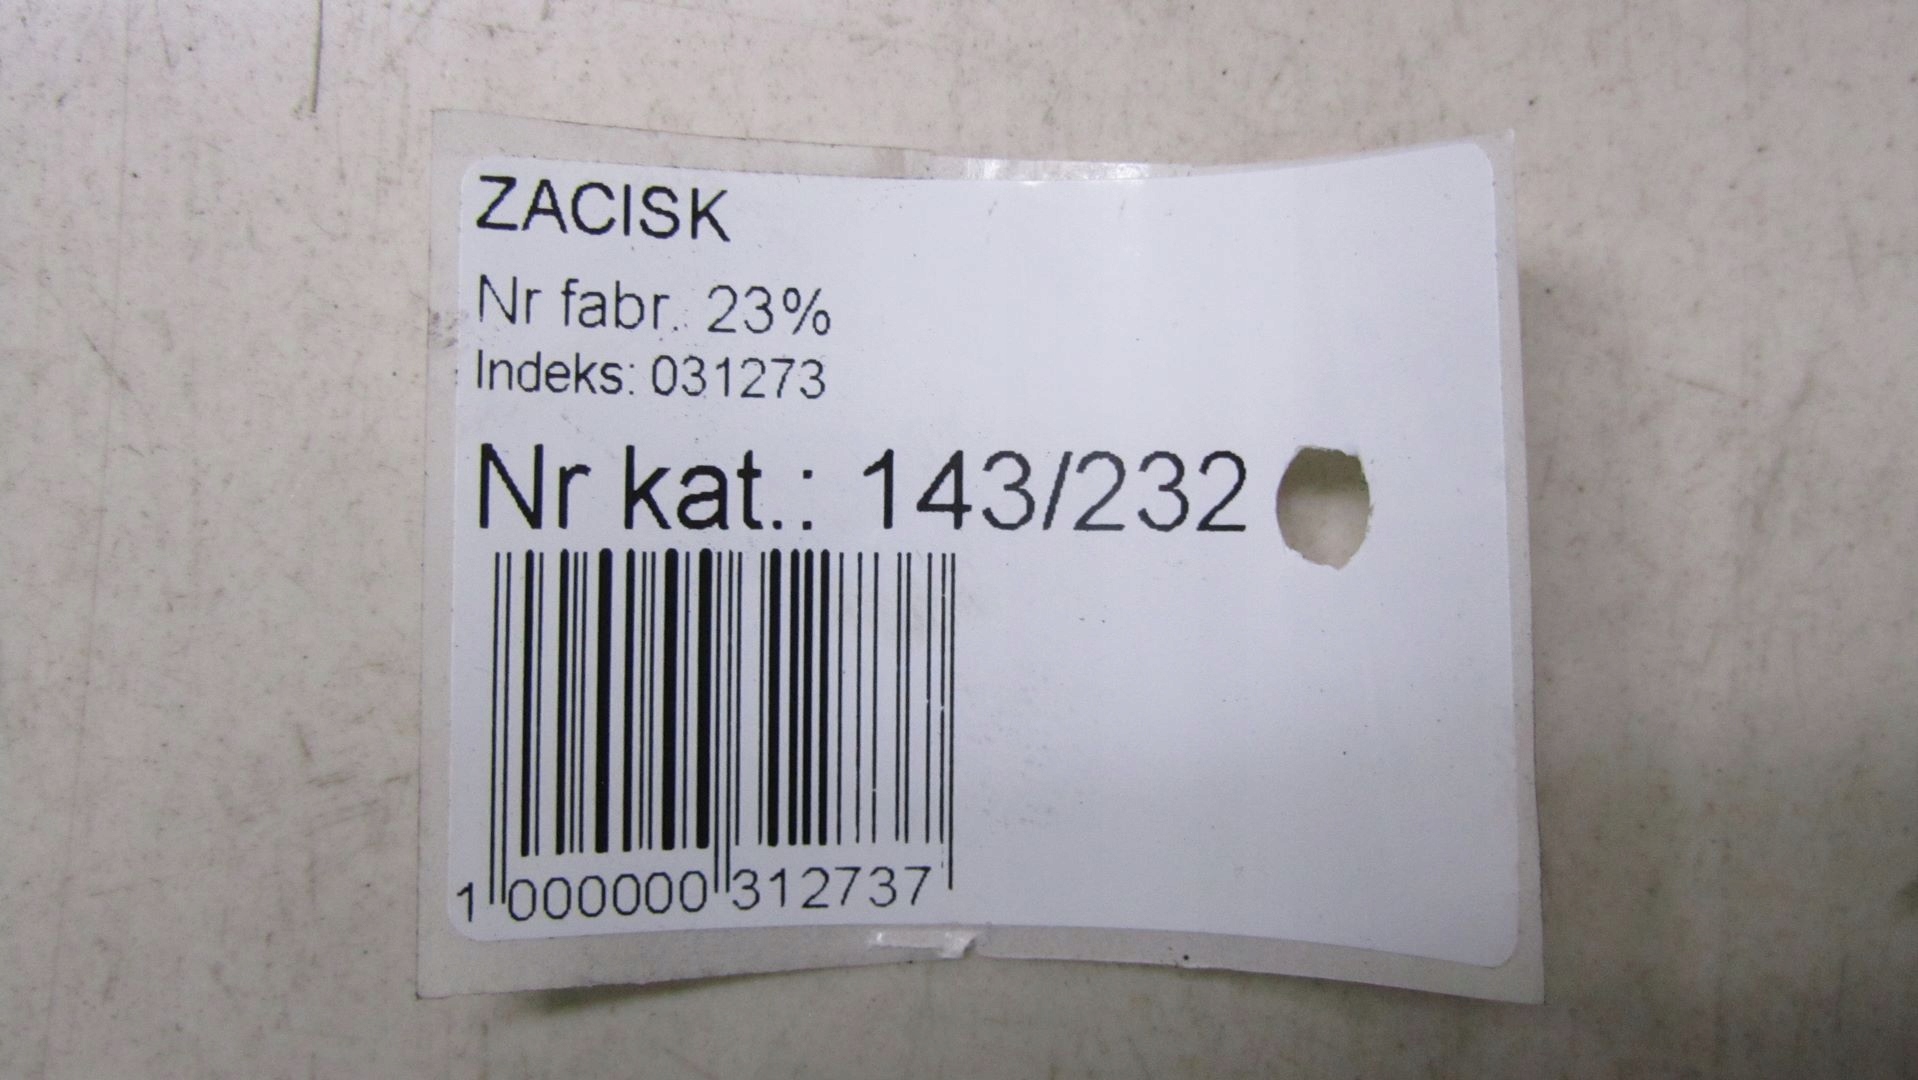 ZACISK
Nr fabr.: 23%
Indeks: 031273
Nr kat.: 143/232
1 000000 312737